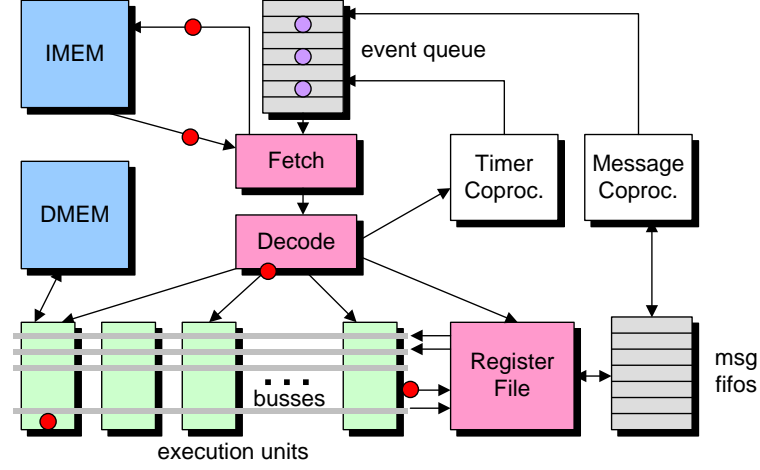 IMEM
event queue
Fetch
Timer
Coproc.
Message
Coproc.
DMEM
Decode
. . .
busses
Register
File
msg
fifos
execution units